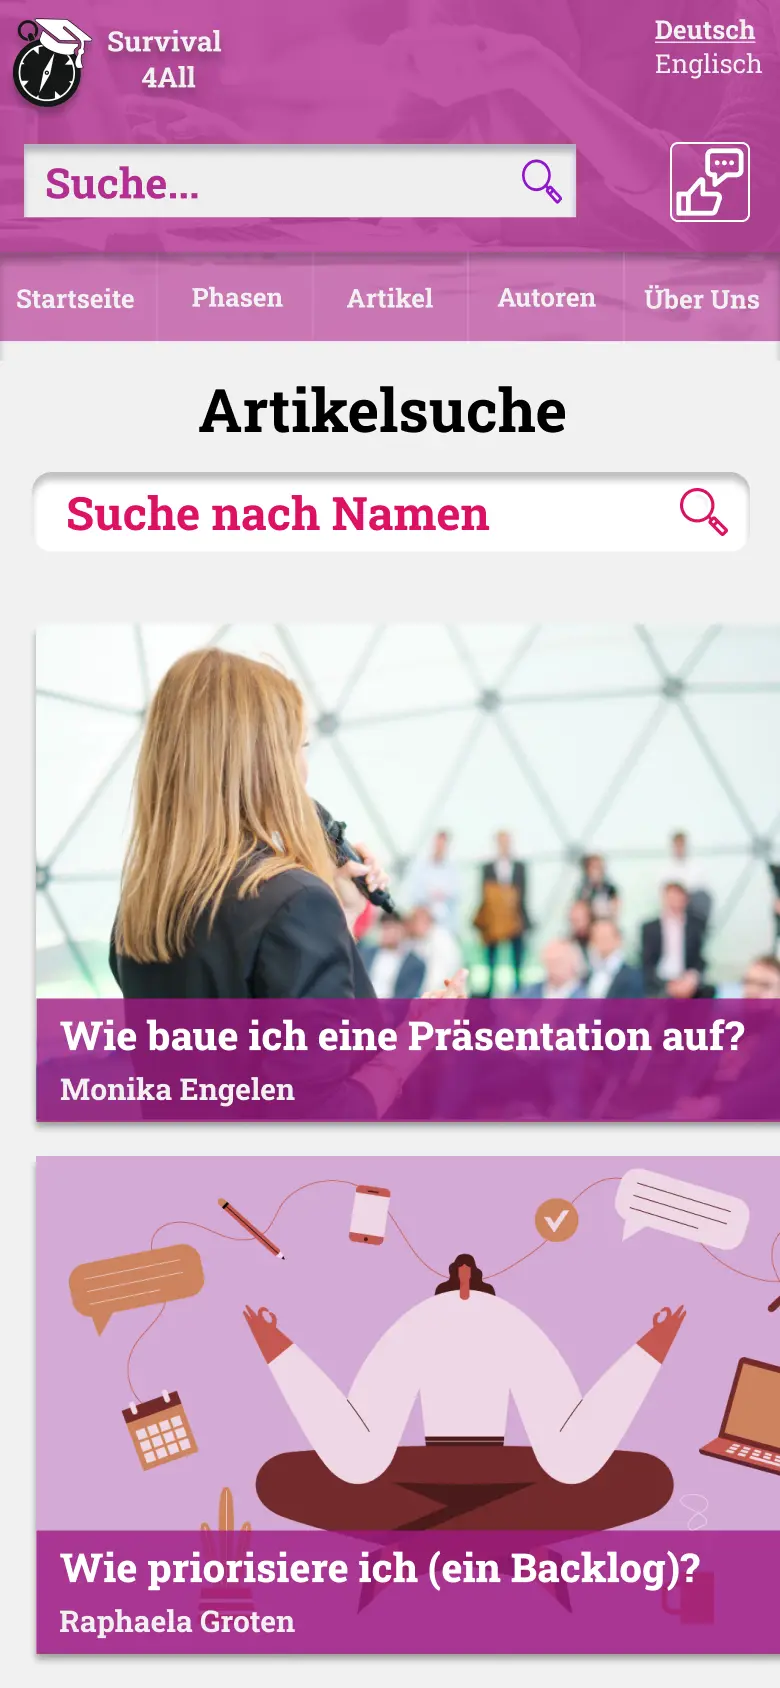 Survival
4All
Deutsch
Englisch
Suche...
Startseite
Phasen
Artikel
Autoren
Über Uns
Artikelsuche
Suche nach Namen
Wie baue ich eine Präsentation auf?
Monika Engelen
Wie priorisiere ich (ein Backlog)?
Raphaela Groten